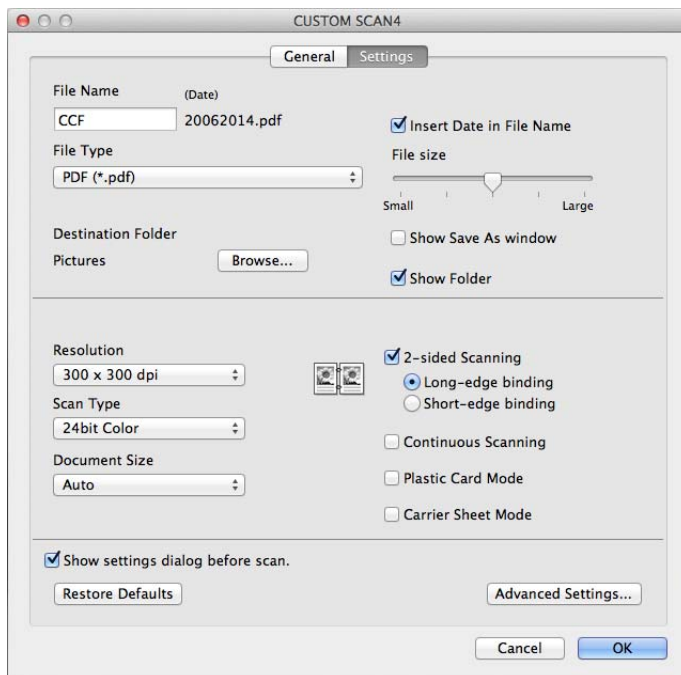 CUSTOM SCAN4
General Settings
File Name (Date)
CCF 20062014.pdf
Insert Date in File Name
File Type
File size
PDF (*.pdf)
Small Large
Destination Folder
Show Save As window
Pictures Browse...
Show Folder
Resolution
2-sided Scanning
300 x 300 dpi
Long-edge binding
Scan Type
Short-edge binding
24bit Color
Continuous Scanning
Document Size
Plastic Card Mode
Auto
Carrier Sheet Mode
Show settings dialog before scan.
Restore Defaults Advanced Settings...
Cancel OK